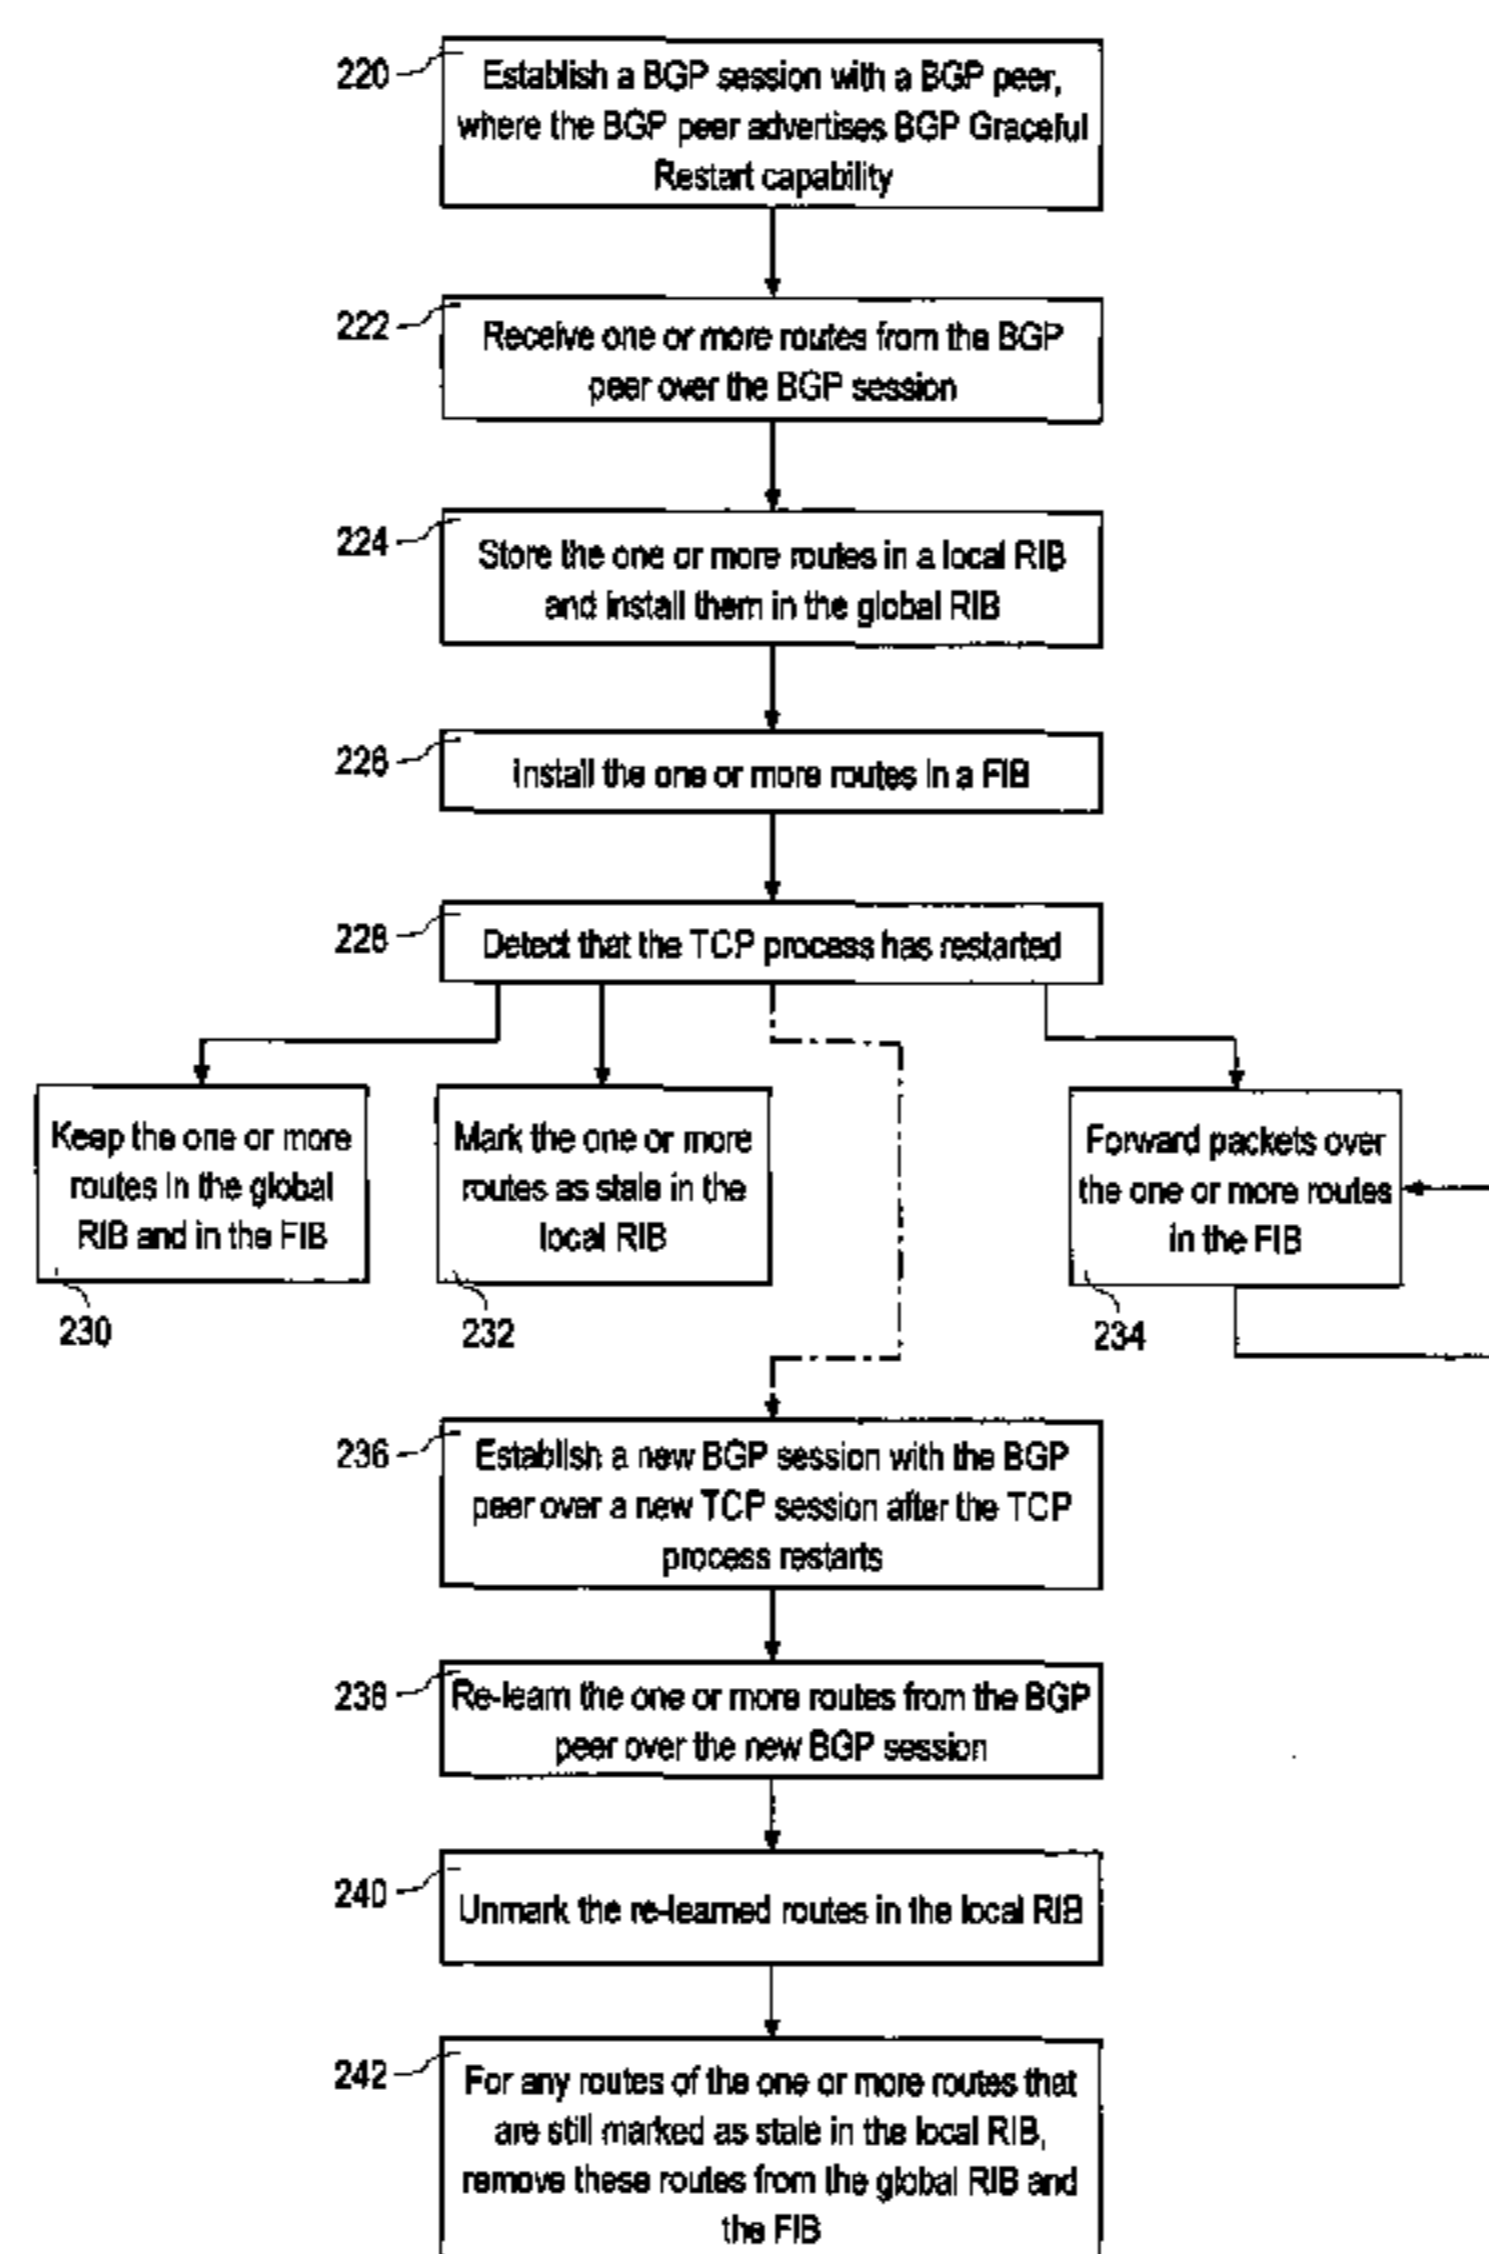 220
Establish a BGP session with a BGP peer,
where the BGP peer advertises BGP Graceful
Restart capability
222
Receive one or more routes from the BGP
peer over the BGP session
224
Store the one or more routes in a local RIB
and install them in the global RIB
226
Install the one or more routes in a FIB
228
Detect that the TCP process has restarted
Keep the one or more
routes in the global
RIB and in the FIB
230
Mark the one or more
routes as stale in the
local RIB
232
Forward packets over
the one or more routes
in the FIB
234
236
Establish a new BGP session with the BGP
peer over a new TCP session after the TCP
process restarts
238
Re-learn the one or more routes from the BGP
peer over the new BGP session
240
Unmark the re-learned routes in the local RIB
242
For any routes of the one or more routes that
are still marked as stale in the local RIB,
remove these routes from the global RIB and
the FIB